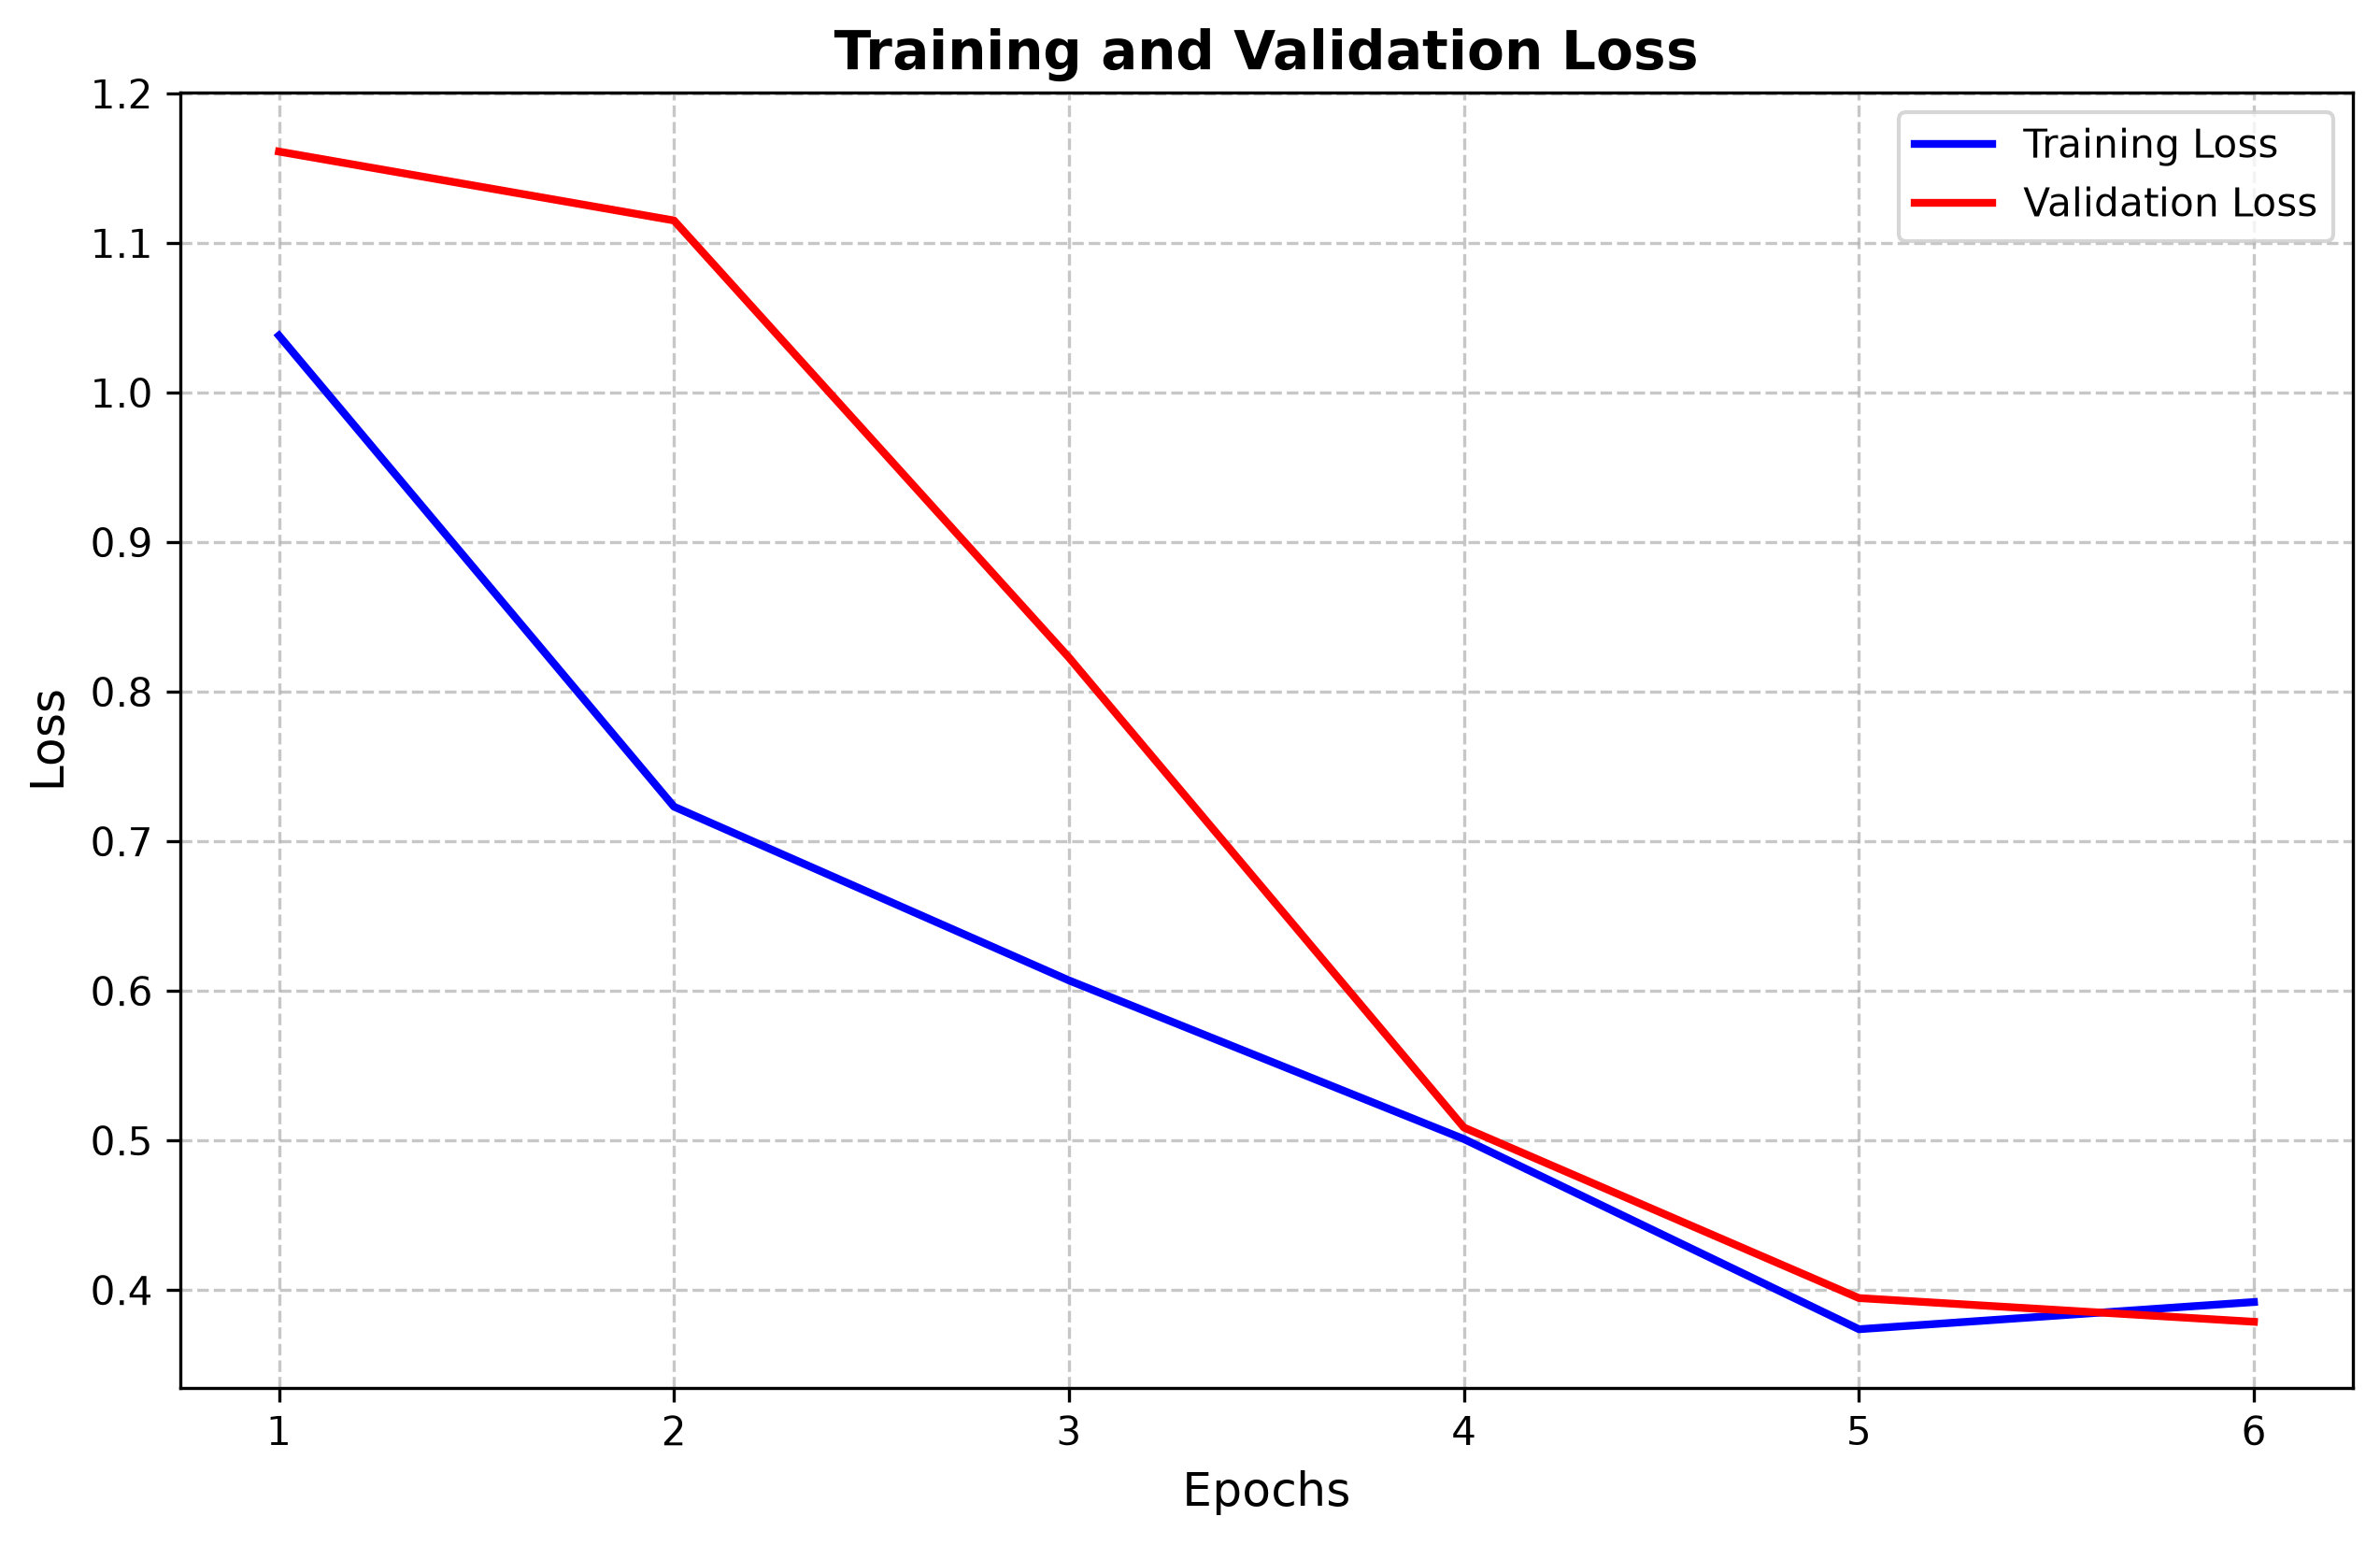 Training and Validation Loss
1.2
1.1
1.0
0.9
0.8
0.7
0.6
0.5
0.4
Loss
Training Loss
Validation Loss
1 2 3 4 5 6
Epochs